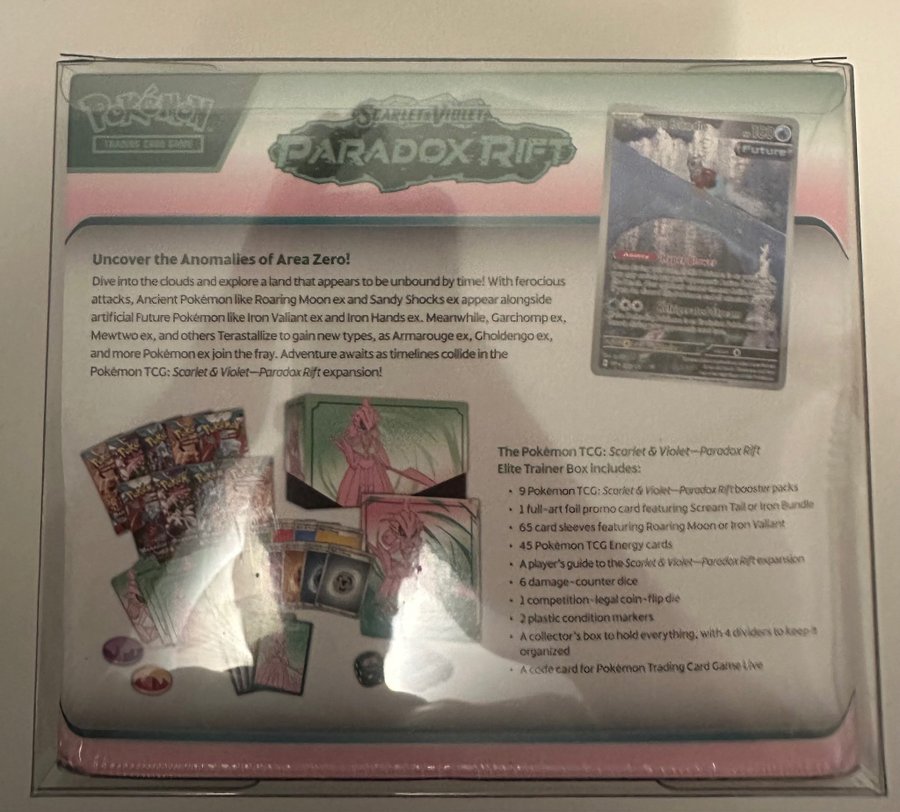 POKÉMON
TRADING CARD GAME
SCARLET & VIOLET
PARADOX RIFT
Future
Uncover the Anomalies of Area Zero!
Dive into the clouds and explore a land that appears to be unbound by time! With ferocious
attacks, Ancient Pokémon like Roaring Moon ex and Sandy Shocks ex appear alongside
artificial Future Pokémon like Iron Valiant ex and Iron Hands ex. Meanwhile, Garchomp ex,
Mewtwo ex, and others Terastallize to gain new types, as Armarouge ex, Gholdengo ex,
and more Pokémon ex join the fray. Adventure awaits as timelines collide in the
Pokémon TCG: Scarlet & Violet—Paradox Rift expansion!
The Pokémon TCG: Scarlet & Violet—Paradox Rift
Elite Trainer Box includes:
• 9 Pokémon TCG: Scarlet & Violet—Paradox Rift booster packs
• 1 full-art foil promo card featuring Scream Tail or Iron Bundle
• 65 card sleeves featuring Roaring Moon or Iron Valiant
• 45 Pokémon TCG Energy cards
• A player's guide to the Scarlet & Violet—Paradox Rift expansion
• 6 damage-counter dice
• 1 competition-legal coin-flip die
• 2 plastic condition markers
• A collector's box to hold everything, with 4 dividers to keep it
organized
• A code card for Pokémon Trading Card Game Live